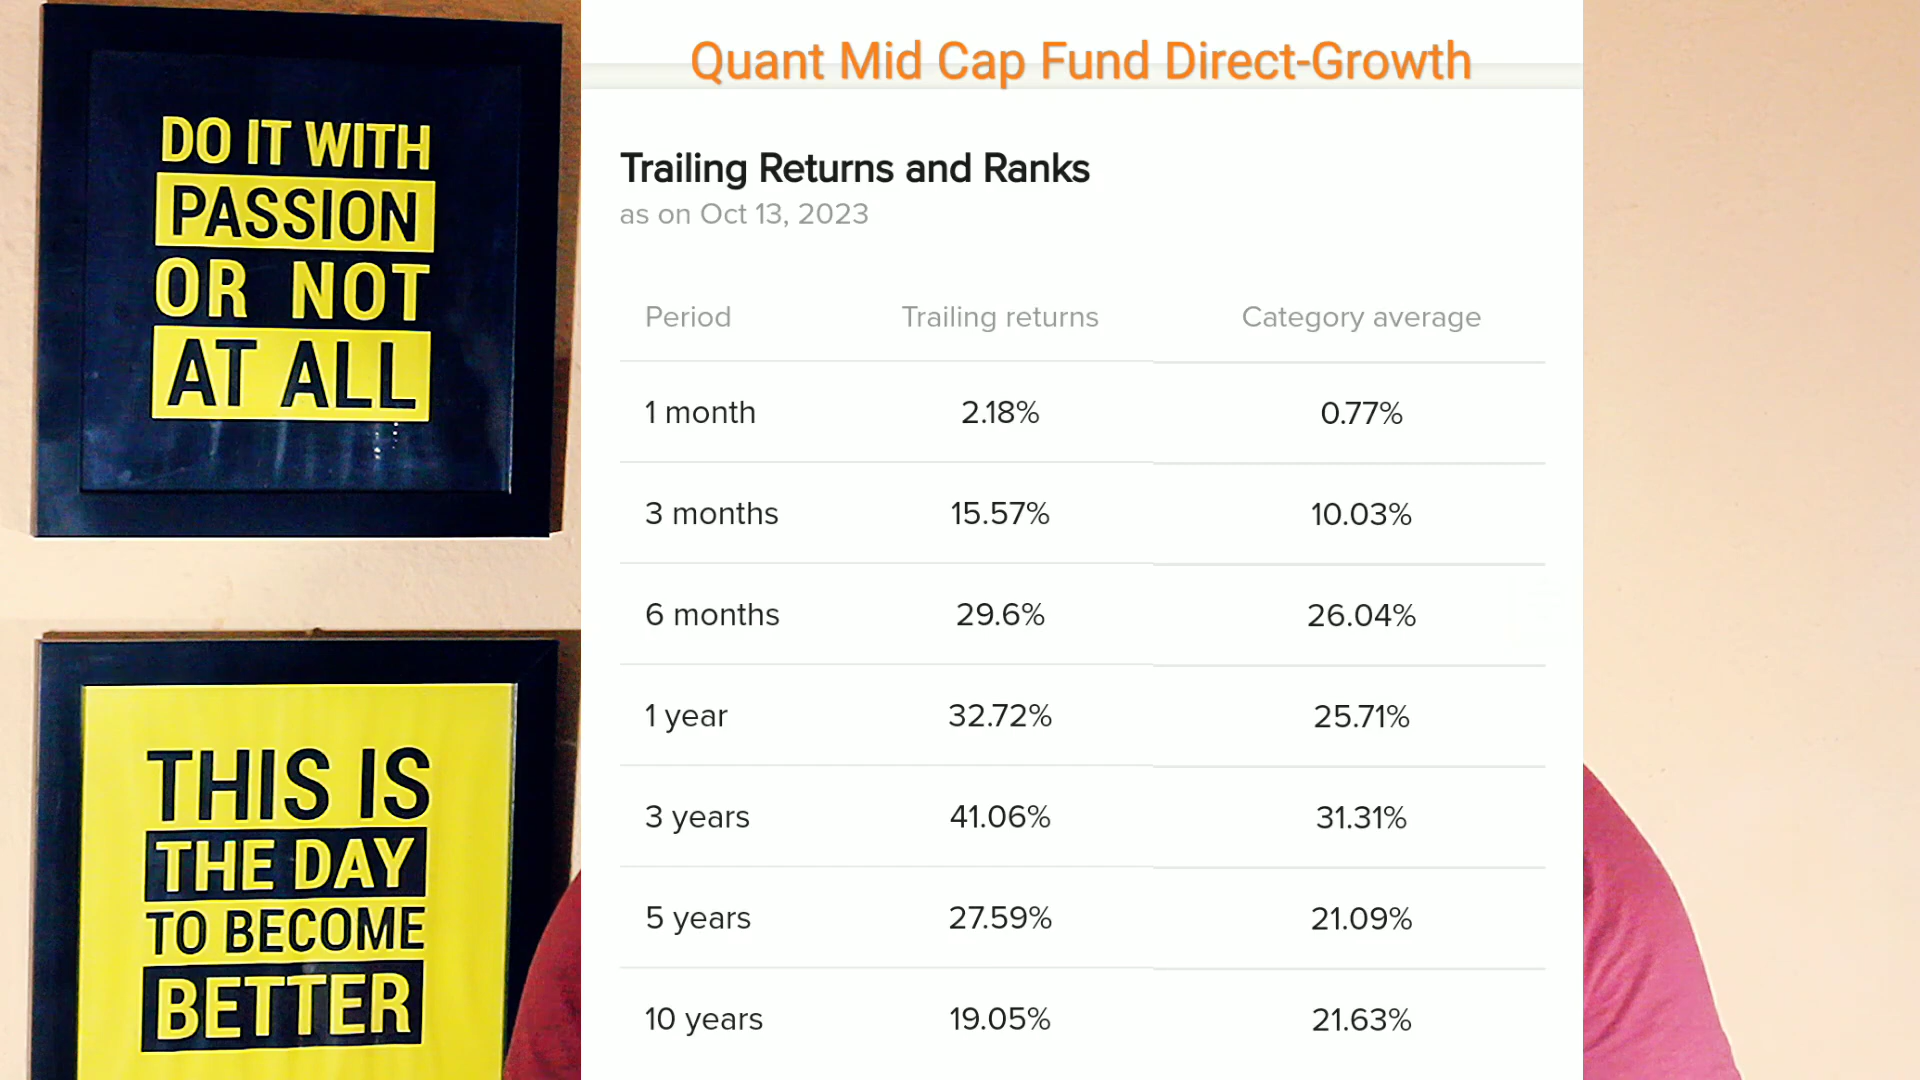 DO IT WITH
PASSION
OR NOT
AT ALL
THIS IS
THE DAY
TO BECOME
BETTER
Quant Mid Cap Fund Direct-Growth
Trailing Returns and Ranks
as on Oct 13, 2023
Period Trailing returns Category average
1 month 2.18% 0.77%
3 months 15.57% 10.03%
6 months 29.6% 26.04%
1 year 32.72% 25.71%
3 years 41.06% 31.31%
5 years 27.59% 21.09%
10 years 19.05% 21.63%